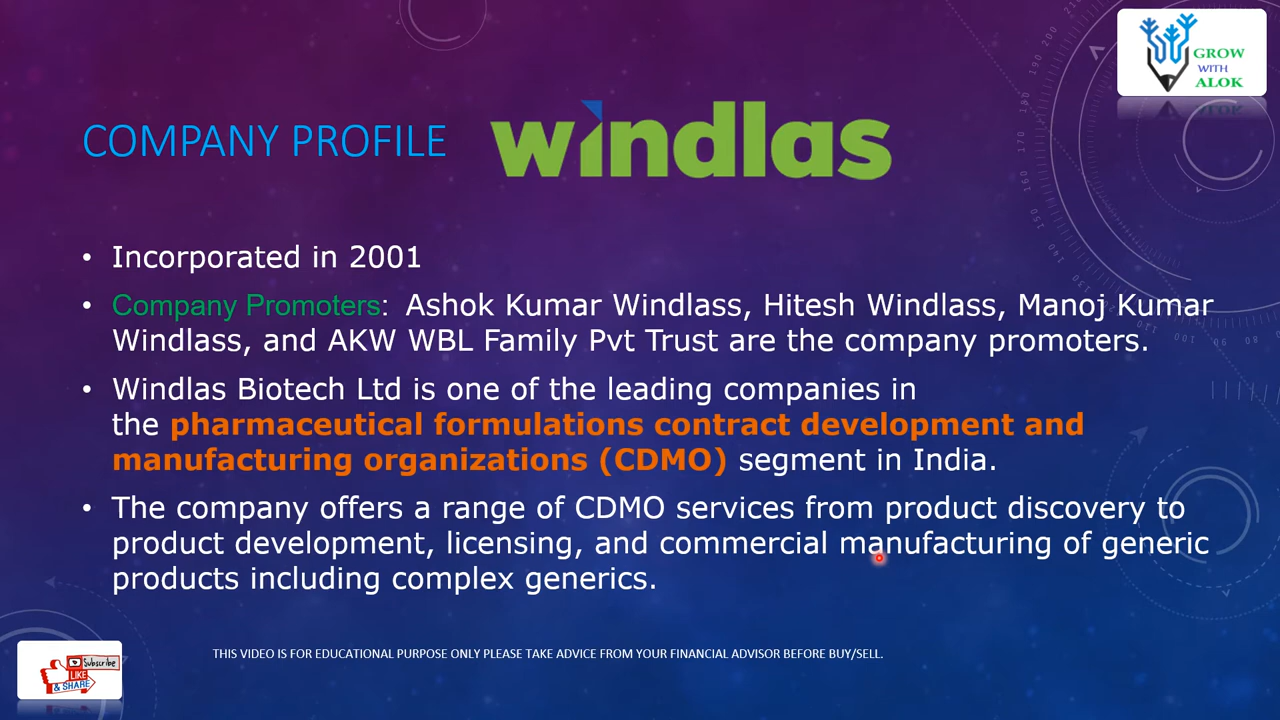 GROW
WITH
ALOK
COMPANY PROFILE
windlas
• Incorporated in 2001
• Company Promoters: Ashok Kumar Windlass, Hitesh Windlass, Manoj Kumar
Windlass, and AKW WBL Family Pvt Trust are the company promoters.
• Windlas Biotech Ltd is one of the leading companies in
the pharmaceutical formulations contract development and
manufacturing organizations (CDMO) segment in India.
• The company offers a range of CDMO services from product discovery to
product development, licensing, and commercial manufacturing of generic
products including complex generics.
Subscribe
LIKE
& SHARE
THIS VIDEO IS FOR EDUCATIONAL PURPOSE ONLY PLEASE TAKE ADVICE FROM YOUR FINANCIAL ADVISOR BEFORE BUY/SELL.